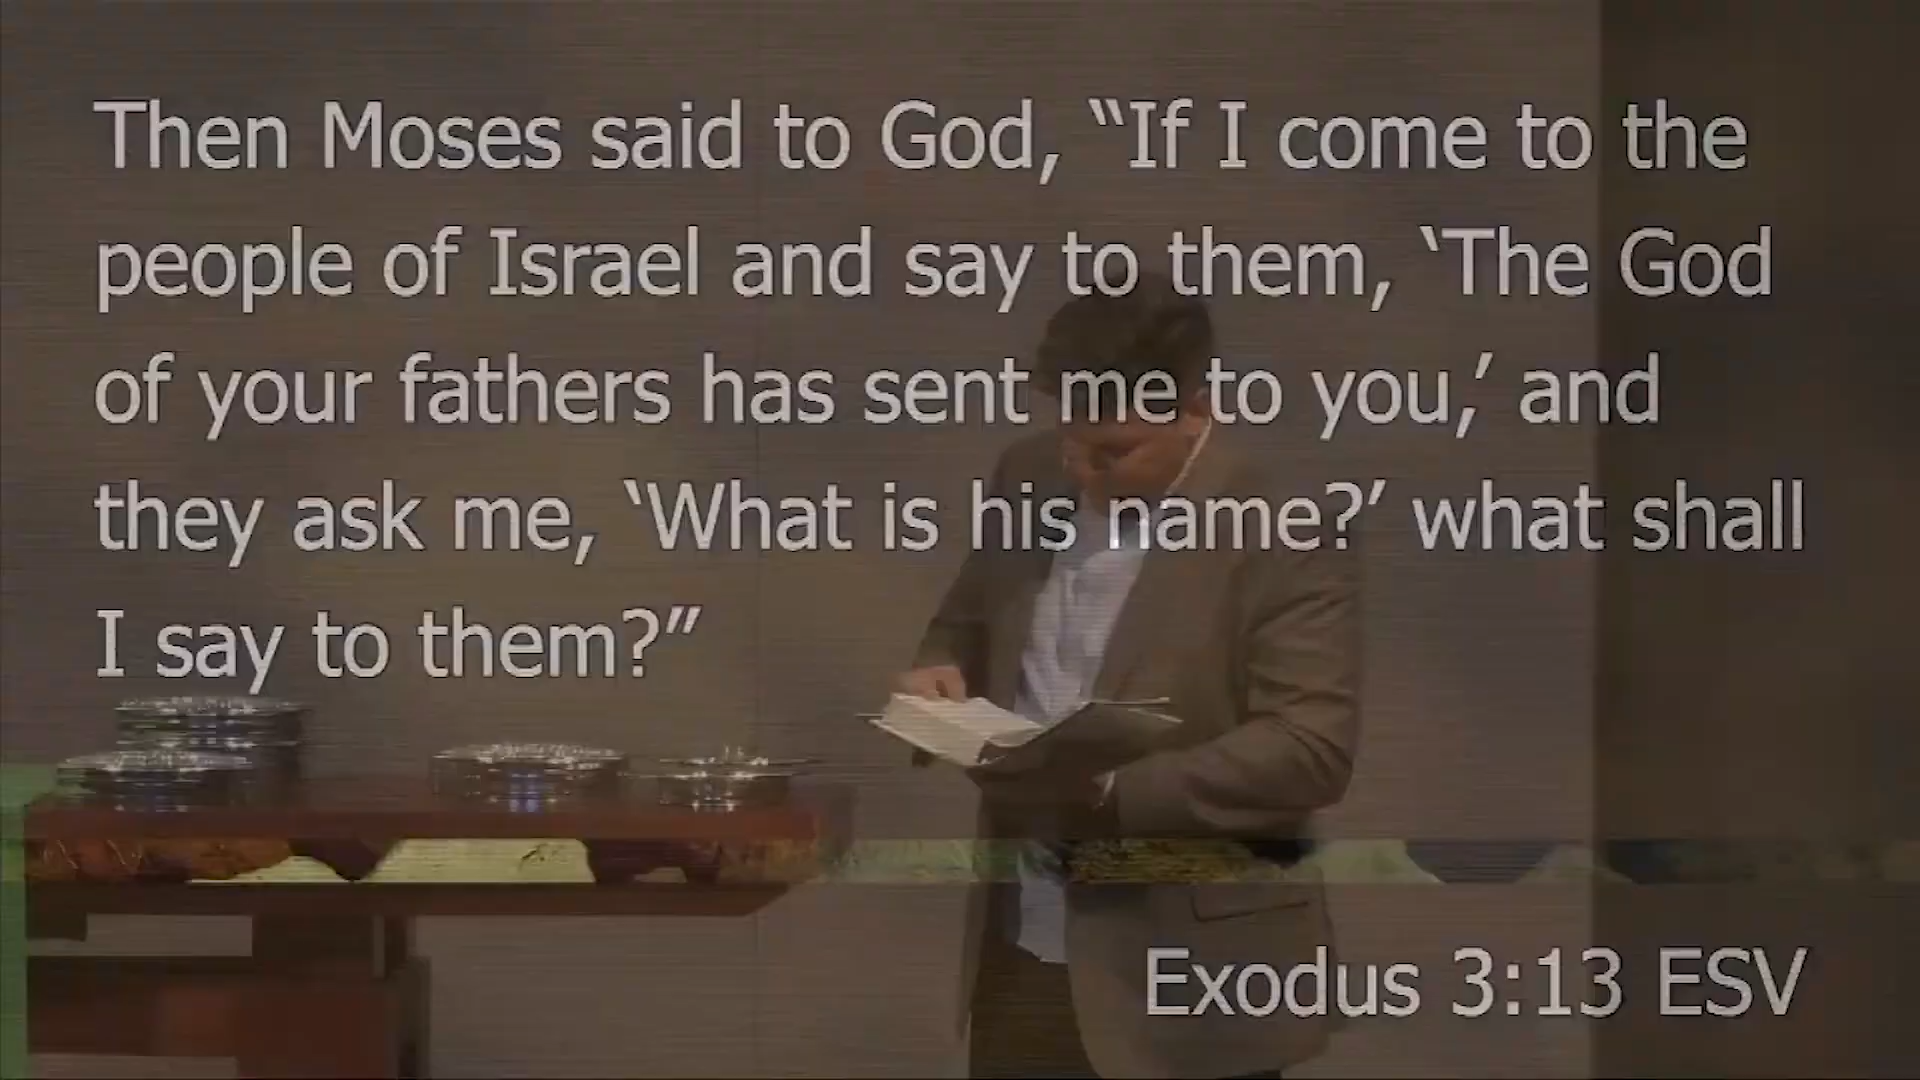 Then Moses said to God, “If I come to the
people of Israel and say to them, ‘The God
of your fathers has sent me to you,’ and
they ask me, ‘What is his name?’ what shall
I say to them?”
Exodus 3:13 ESV